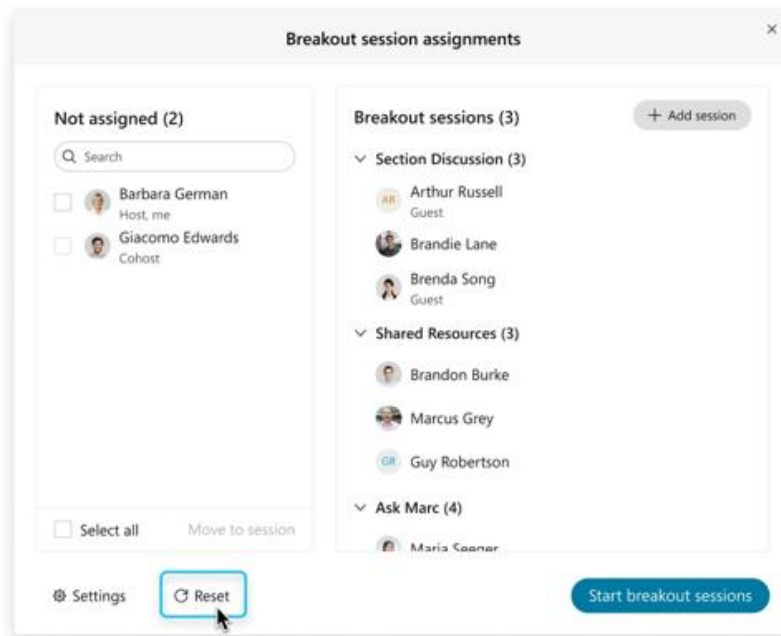 Breakout session assignments
×
Not assigned (2)
Search
Barbara German
Host, me
Giacomo Edwards
Cohost
Select all
Move to session
Breakout sessions (3)
+ Add session
Section Discussion (3)
AR
Arthur Russell
Guest
Brandie Lane
Brenda Song
Guest
Shared Resources (3)
Brandon Burke
Marcus Grey
GR
Guy Robertson
Ask Marc (4)
Maria Seeger
Settings
Reset
Start breakout sessions